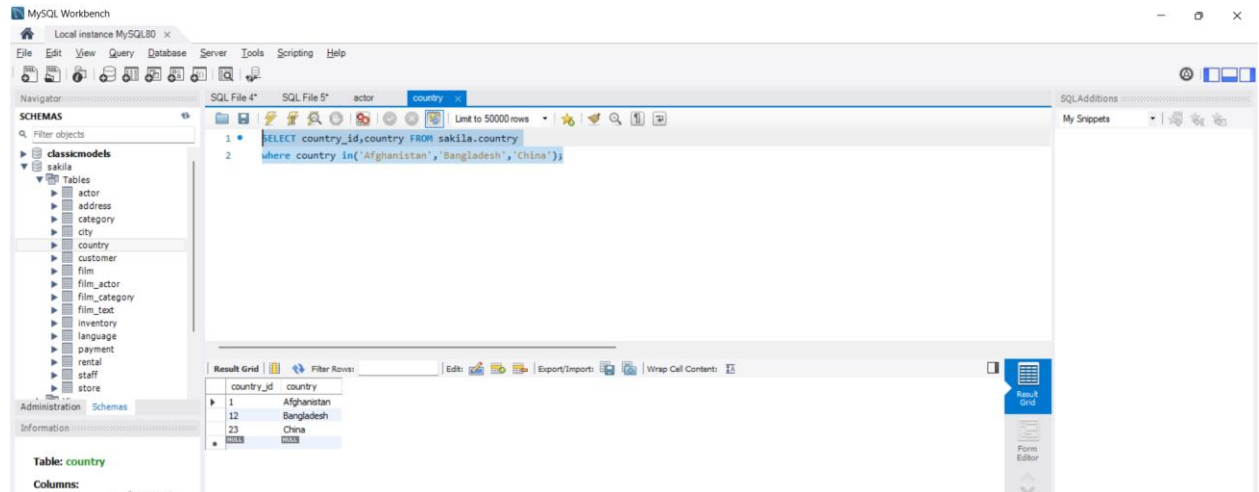 MySQL Workbench
Local instance MySQL80
File Edit View Query Database Server Tools Scripting Help
Navigator
SCHEMAS
Filter objects
classicmodels
sakila
Tables
actor
address
category
city
country
customer
film
film_actor
film_category
film_text
inventory
language
payment
rental
staff
store
Administration Schemas
Information
Table: country
Columns:
SQL File 4* SQL File 5* actor country
Limit to 50000 rows
1 SELECT country_id,country FROM sakila.country
2 where country in('Afghanistan','Bangladesh','China');
Result Grid Filter Rows: Edit: Export/Import: Wrap Cell Content:
country_id country
1 Afghanistan
12 Bangladesh
23 China
NULL NULL
Result Grid
Form Editor
SQLAdditions
My Snippets